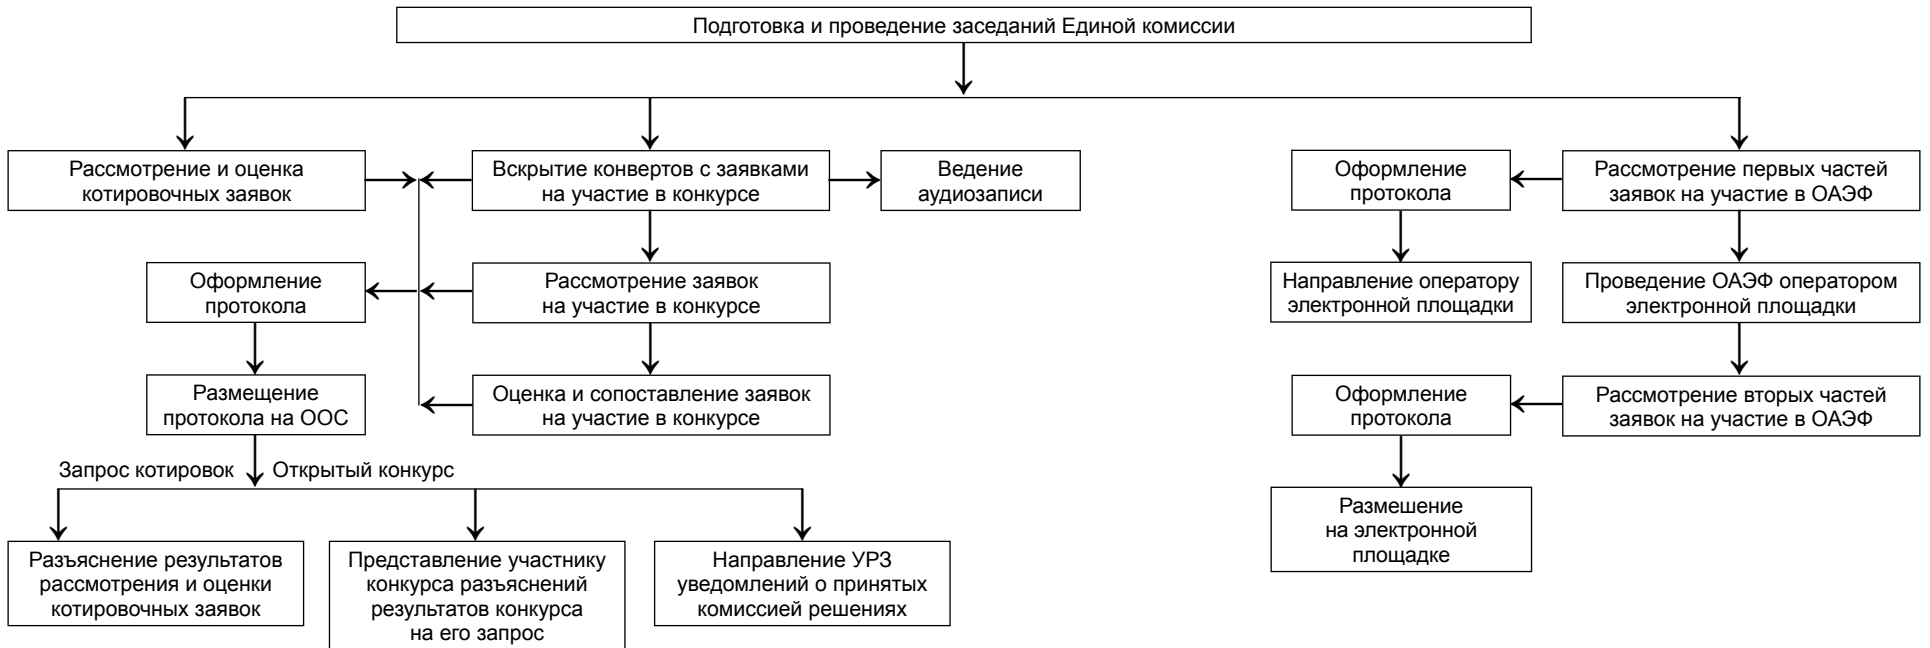 Подготовка и проведение заседаний Единой комиссии
Рассмотрение и оценка
котировочных заявок
Вскрытие конвертов с заявками
на участие в конкурсе
Ведение
аудиозаписи
Оформление
протокола
Рассмотрение первых частей
заявок на участие в ОАЭФ
Оформление
протокола
Рассмотрение заявок
на участие в конкурсе
Направление оператору
электронной площадки
Проведение ОАЭФ оператором
электронной площадки
Размещение
протокола на ООС
Оценка и сопоставление заявок
на участие в конкурсе
Оформление
протокола
Рассмотрение вторых частей
заявок на участие в ОАЭФ
Запрос котировок
Открытый конкурс
Размешение
на электронной
площадке
Разъяснение результатов
рассмотрения и оценки
котировочных заявок
Представление участнику
конкурса разъяснений
результатов конкурса
на его запрос
Направление УРЗ
уведомлений о принятых
комиссией решениях